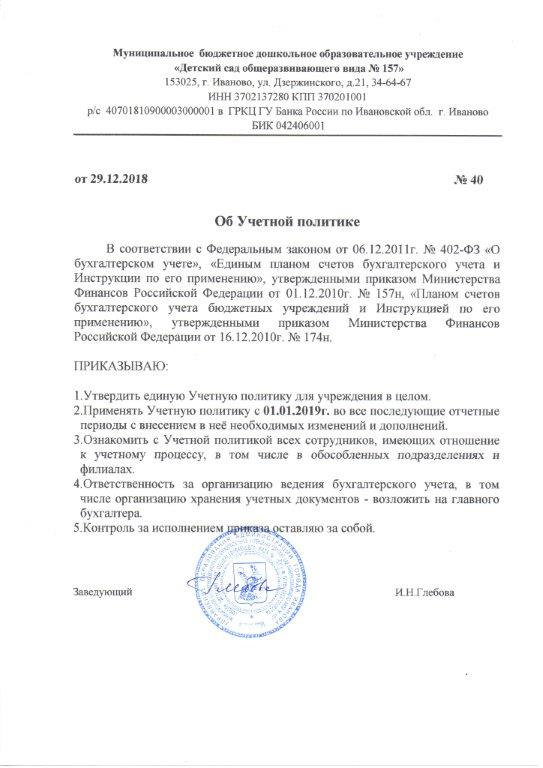 Муниципальное бюджетное дошкольное образовательное учреждение
«Детский сад общеразвивающего вида № 157»
153025, г. Иваново, ул. Дзержинского, д.21, 34-64-67
ИНН 3702137280 КПП 370201001
р/с 40701810900003000001 в ГРКЦ ГУ Банка России по Ивановской обл. г. Иваново
БИК 042406001
от 29.12.2018 № 40
Об Учетной политике
В соответствии с Федеральным законом от 06.12.2011г. № 402-ФЗ «О
бухгалтерском учете», «Единым планом счетов бухгалтерского учета и
Инструкции по его применению», утвержденными приказом Министерства
Финансов Российской Федерации от 01.12.2010г. № 157н, «Планом счетов
бухгалтерского учета бюджетных учреждений и Инструкцией по его
применению», утвержденными приказом Министерства Финансов
Российской Федерации от 16.12.2010г. № 174н.
ПРИКАЗЫВАЮ:
1.Утвердить единую Учетную политику для учреждения в целом.
2.Применять Учетную политику с 01.01.2019г. во все последующие отчетные
периоды с внесением в неё необходимых изменений и дополнений.
3.Ознакомить с Учетной политикой всех сотрудников, имеющих отношение
к учетному процессу, в том числе в обособленных подразделениях и
филиалах.
4.Ответственность за организацию ведения бухгалтерского учета, в том
числе организацию хранения учетных документов - возложить на главного
бухгалтера.
5.Контроль за исполнением приказа оставляю за собой.
Заведующий И.Н.Глебова